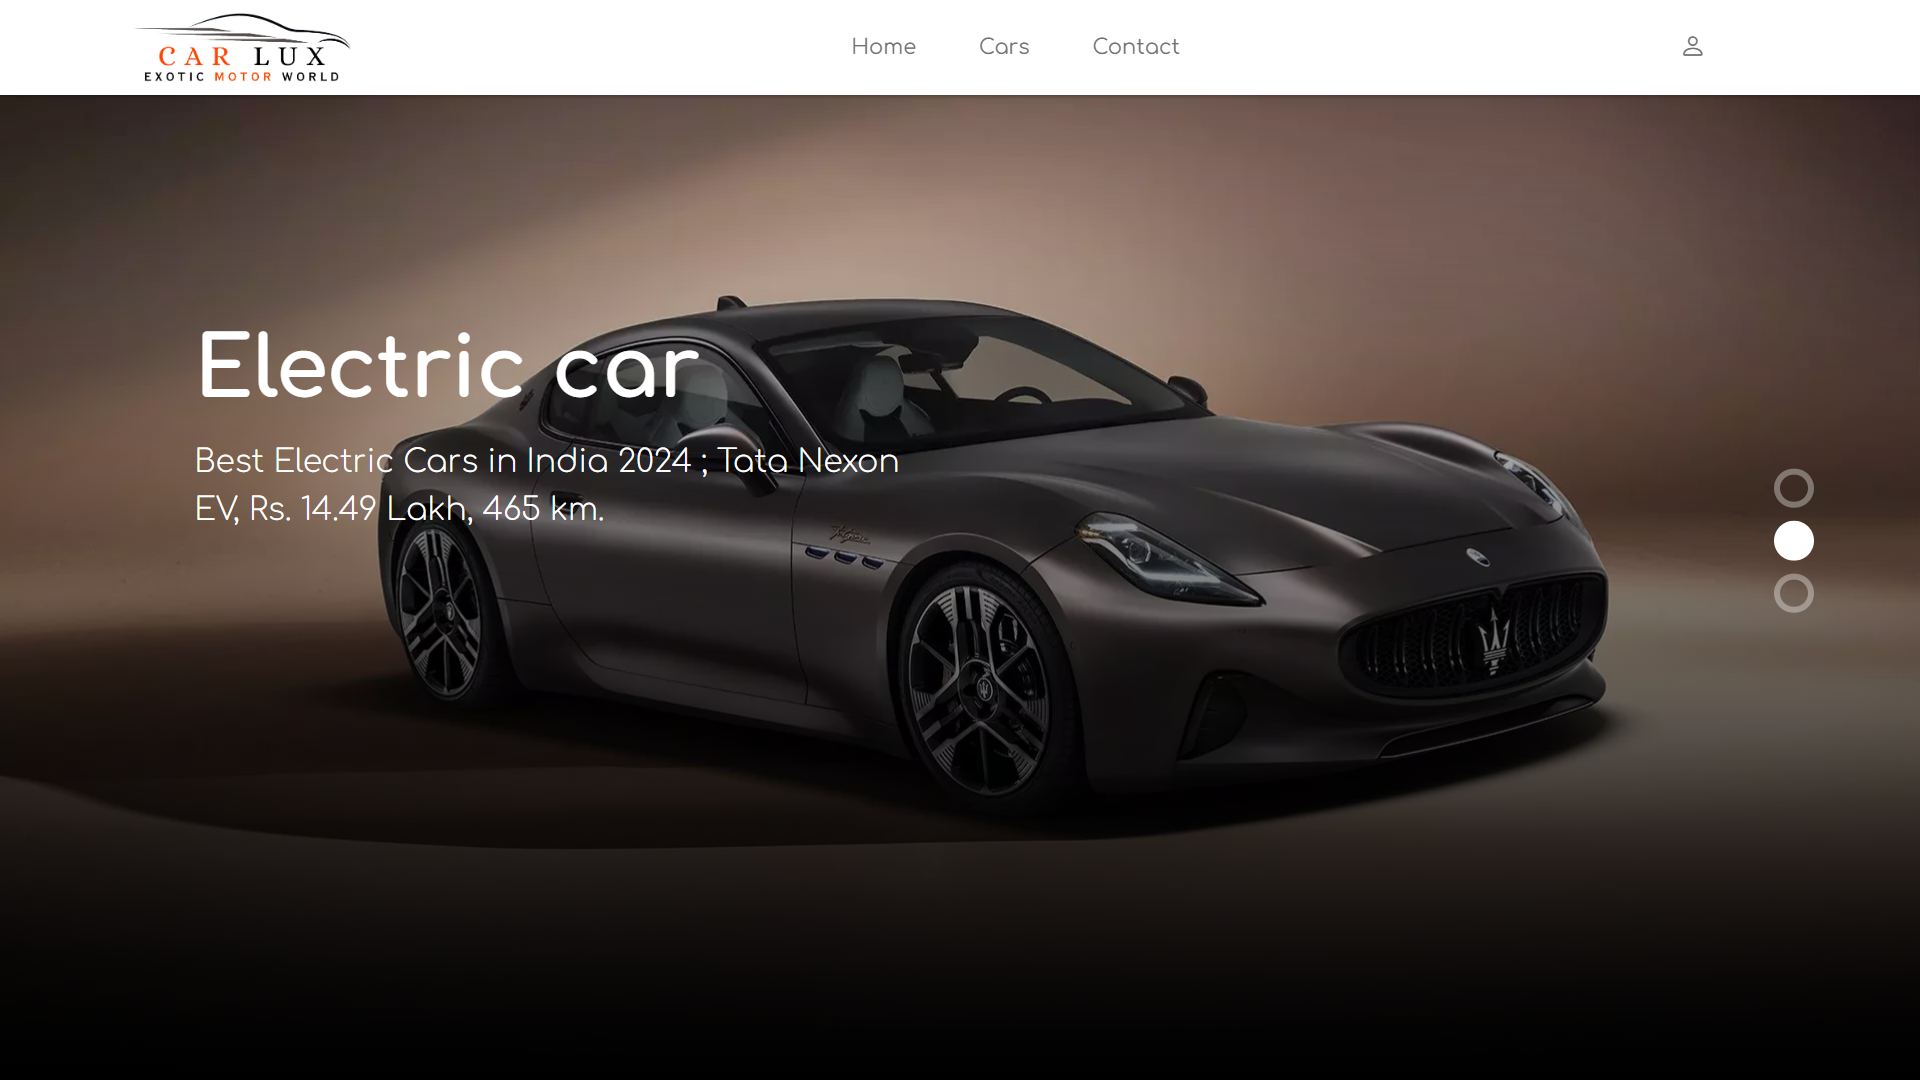 CAR LUX
EXOTIC MOTOR WORLD
Home
Cars
Contact
Electric car
Best Electric Cars in India 2024 ; Tata Nexon
EV, Rs. 14.49 Lakh, 465 km.